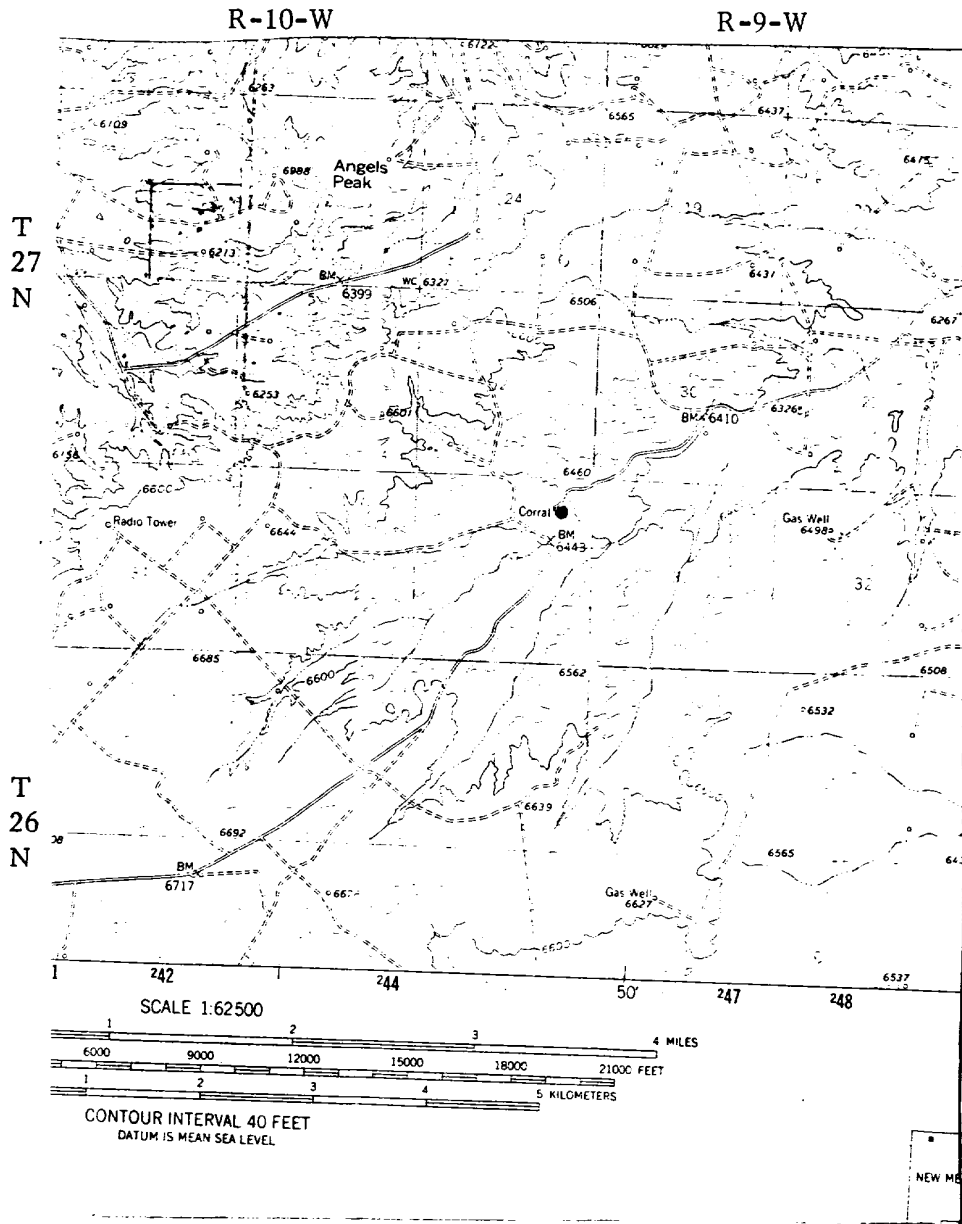 R-10-W R-9-W
6122
6263
6109
6565
6437
6988
Angels
Peak
6475
24
19
T
27
N
6213
BM
6399
WC 6327
6431
6506
6267
6253
6601
30
BM 6410
6326
6460
6600
Corral
Radio Tower
6644
BM
6443
Gas Well
6498
32
6685
6600
6562
6508
6532
T
26
N
6639
6692
6565
BM
6717
Gas Well
6627
6537
1 242 244 50' 247 248
SCALE 1:62500
1 2 3 4 MILES
6000 9000 12000 15000 18000 21000 FEET
1 2 3 4 5 KILOMETERS
CONTOUR INTERVAL 40 FEET
DATUM IS MEAN SEA LEVEL
NEW ME